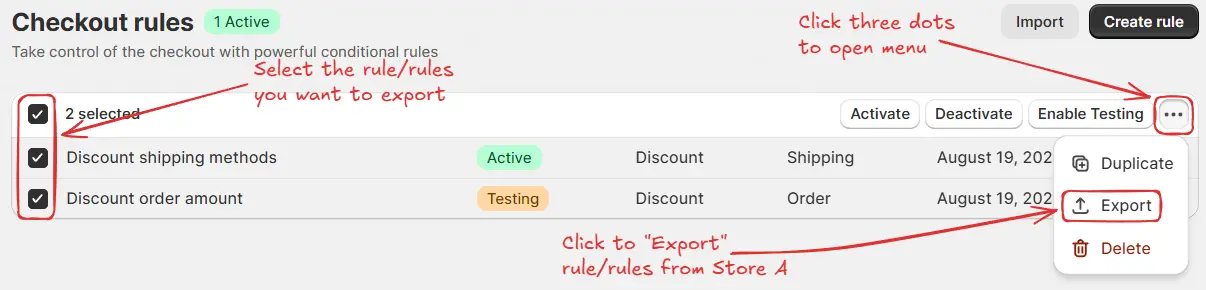 Checkout rules
1 Active
Import
Create rule
Take control of the checkout with powerful conditional rules
Click three dots
to open menu
Select the rule/rules
you want to export
2 selected
Activate
Deactivate
Enable Testing
Discount shipping methods
Active
Discount
Shipping
August 19, 202
Duplicate
Discount order amount
Testing
Discount
Order
August 19, 202
Export
Click to "Export"
rule/rules from Store A
Delete